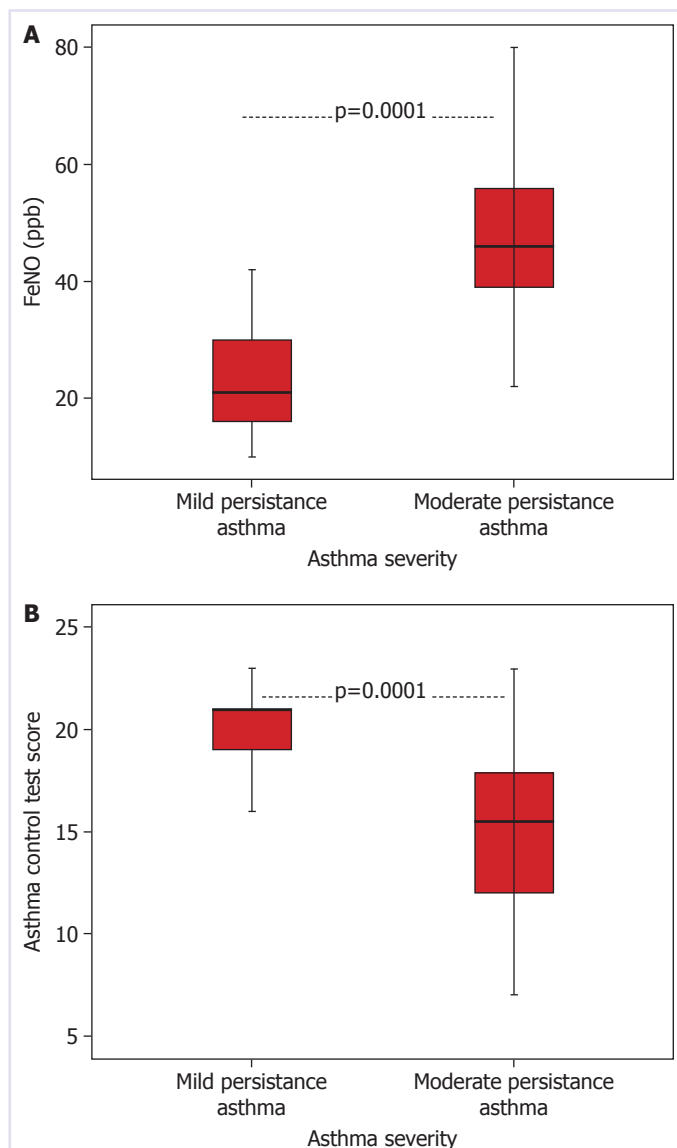 A
80
p=0.0001
60
FeNO (ppb)
40
20
Mild persistance
asthma
Moderate persistance
asthma
Asthma severity
B
25
p=0.0001
20
Asthma control test score
15
10
5
Mild persistance
asthma
Moderate persistance
asthma
Asthma severity